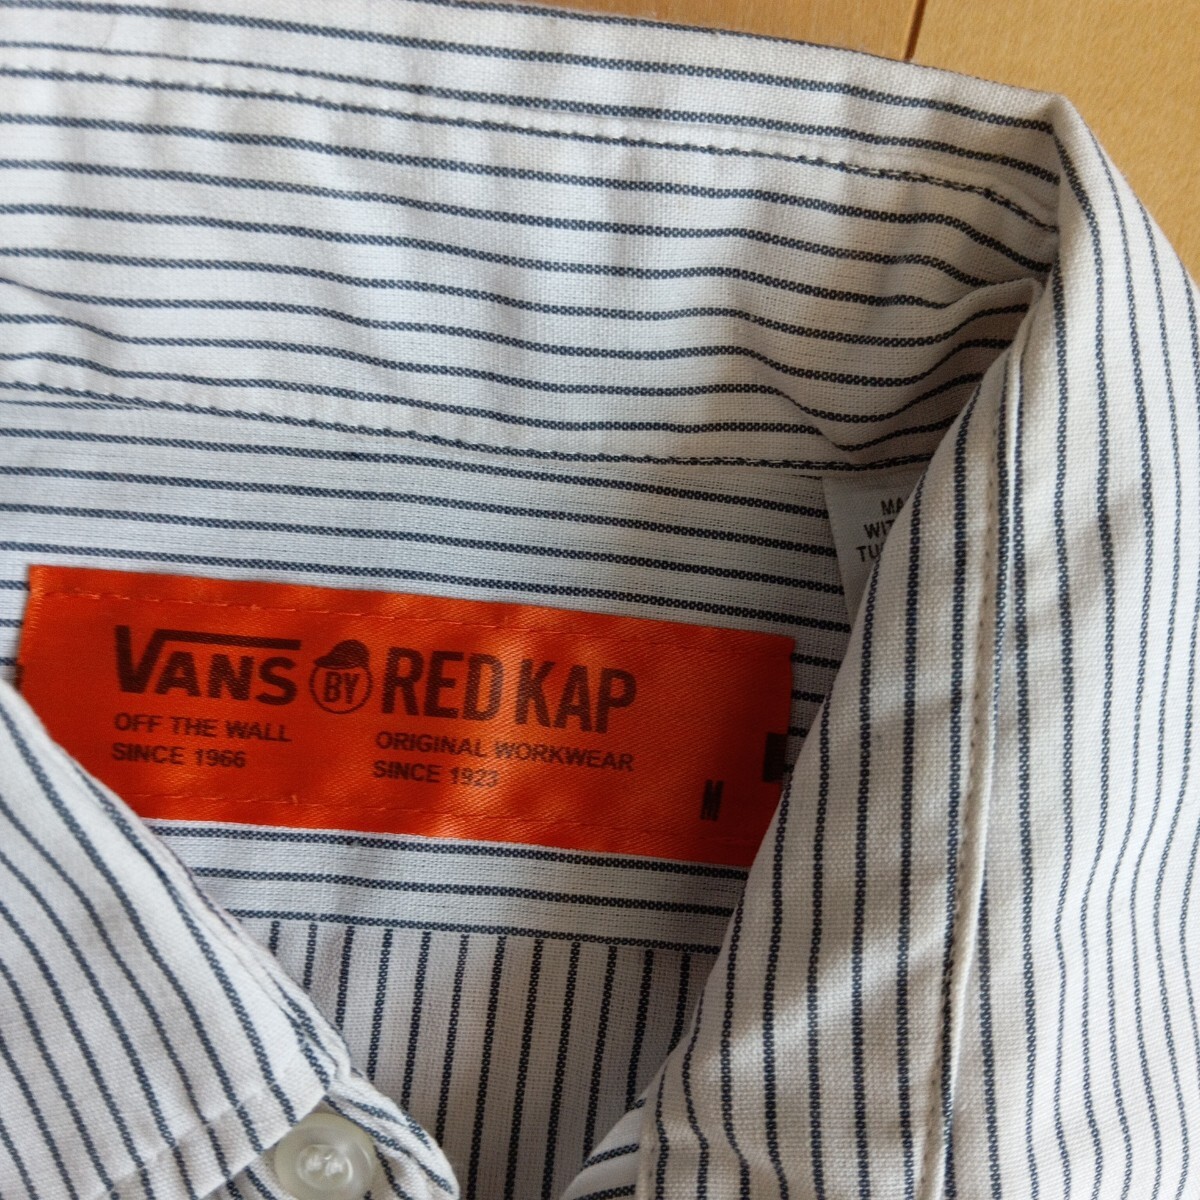 VANS BY RED KAP
OFF THE WALL
SINCE 1966
ORIGINAL WORKWEAR
SINCE 1923
M